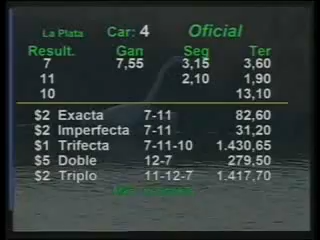 La Plata Car: 4 Oficial
Result. Gan Seg Ter
7 7,55 3,15 3,60
11 2,10 1,90
10 13,10
$2 Exacta 7-11 82,60
$2 Imperfecta 7-11 31,20
$1 Trifecta 7-11-10 1.430,65
$5 Doble 12-7 279.50
$2 Triplo 11-12-7 1.417,70